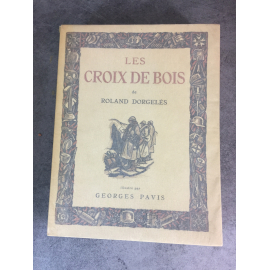 LES
CROIX DE BOIS
DE
ROLAND DORGELÈS
GEORGES PAVIS